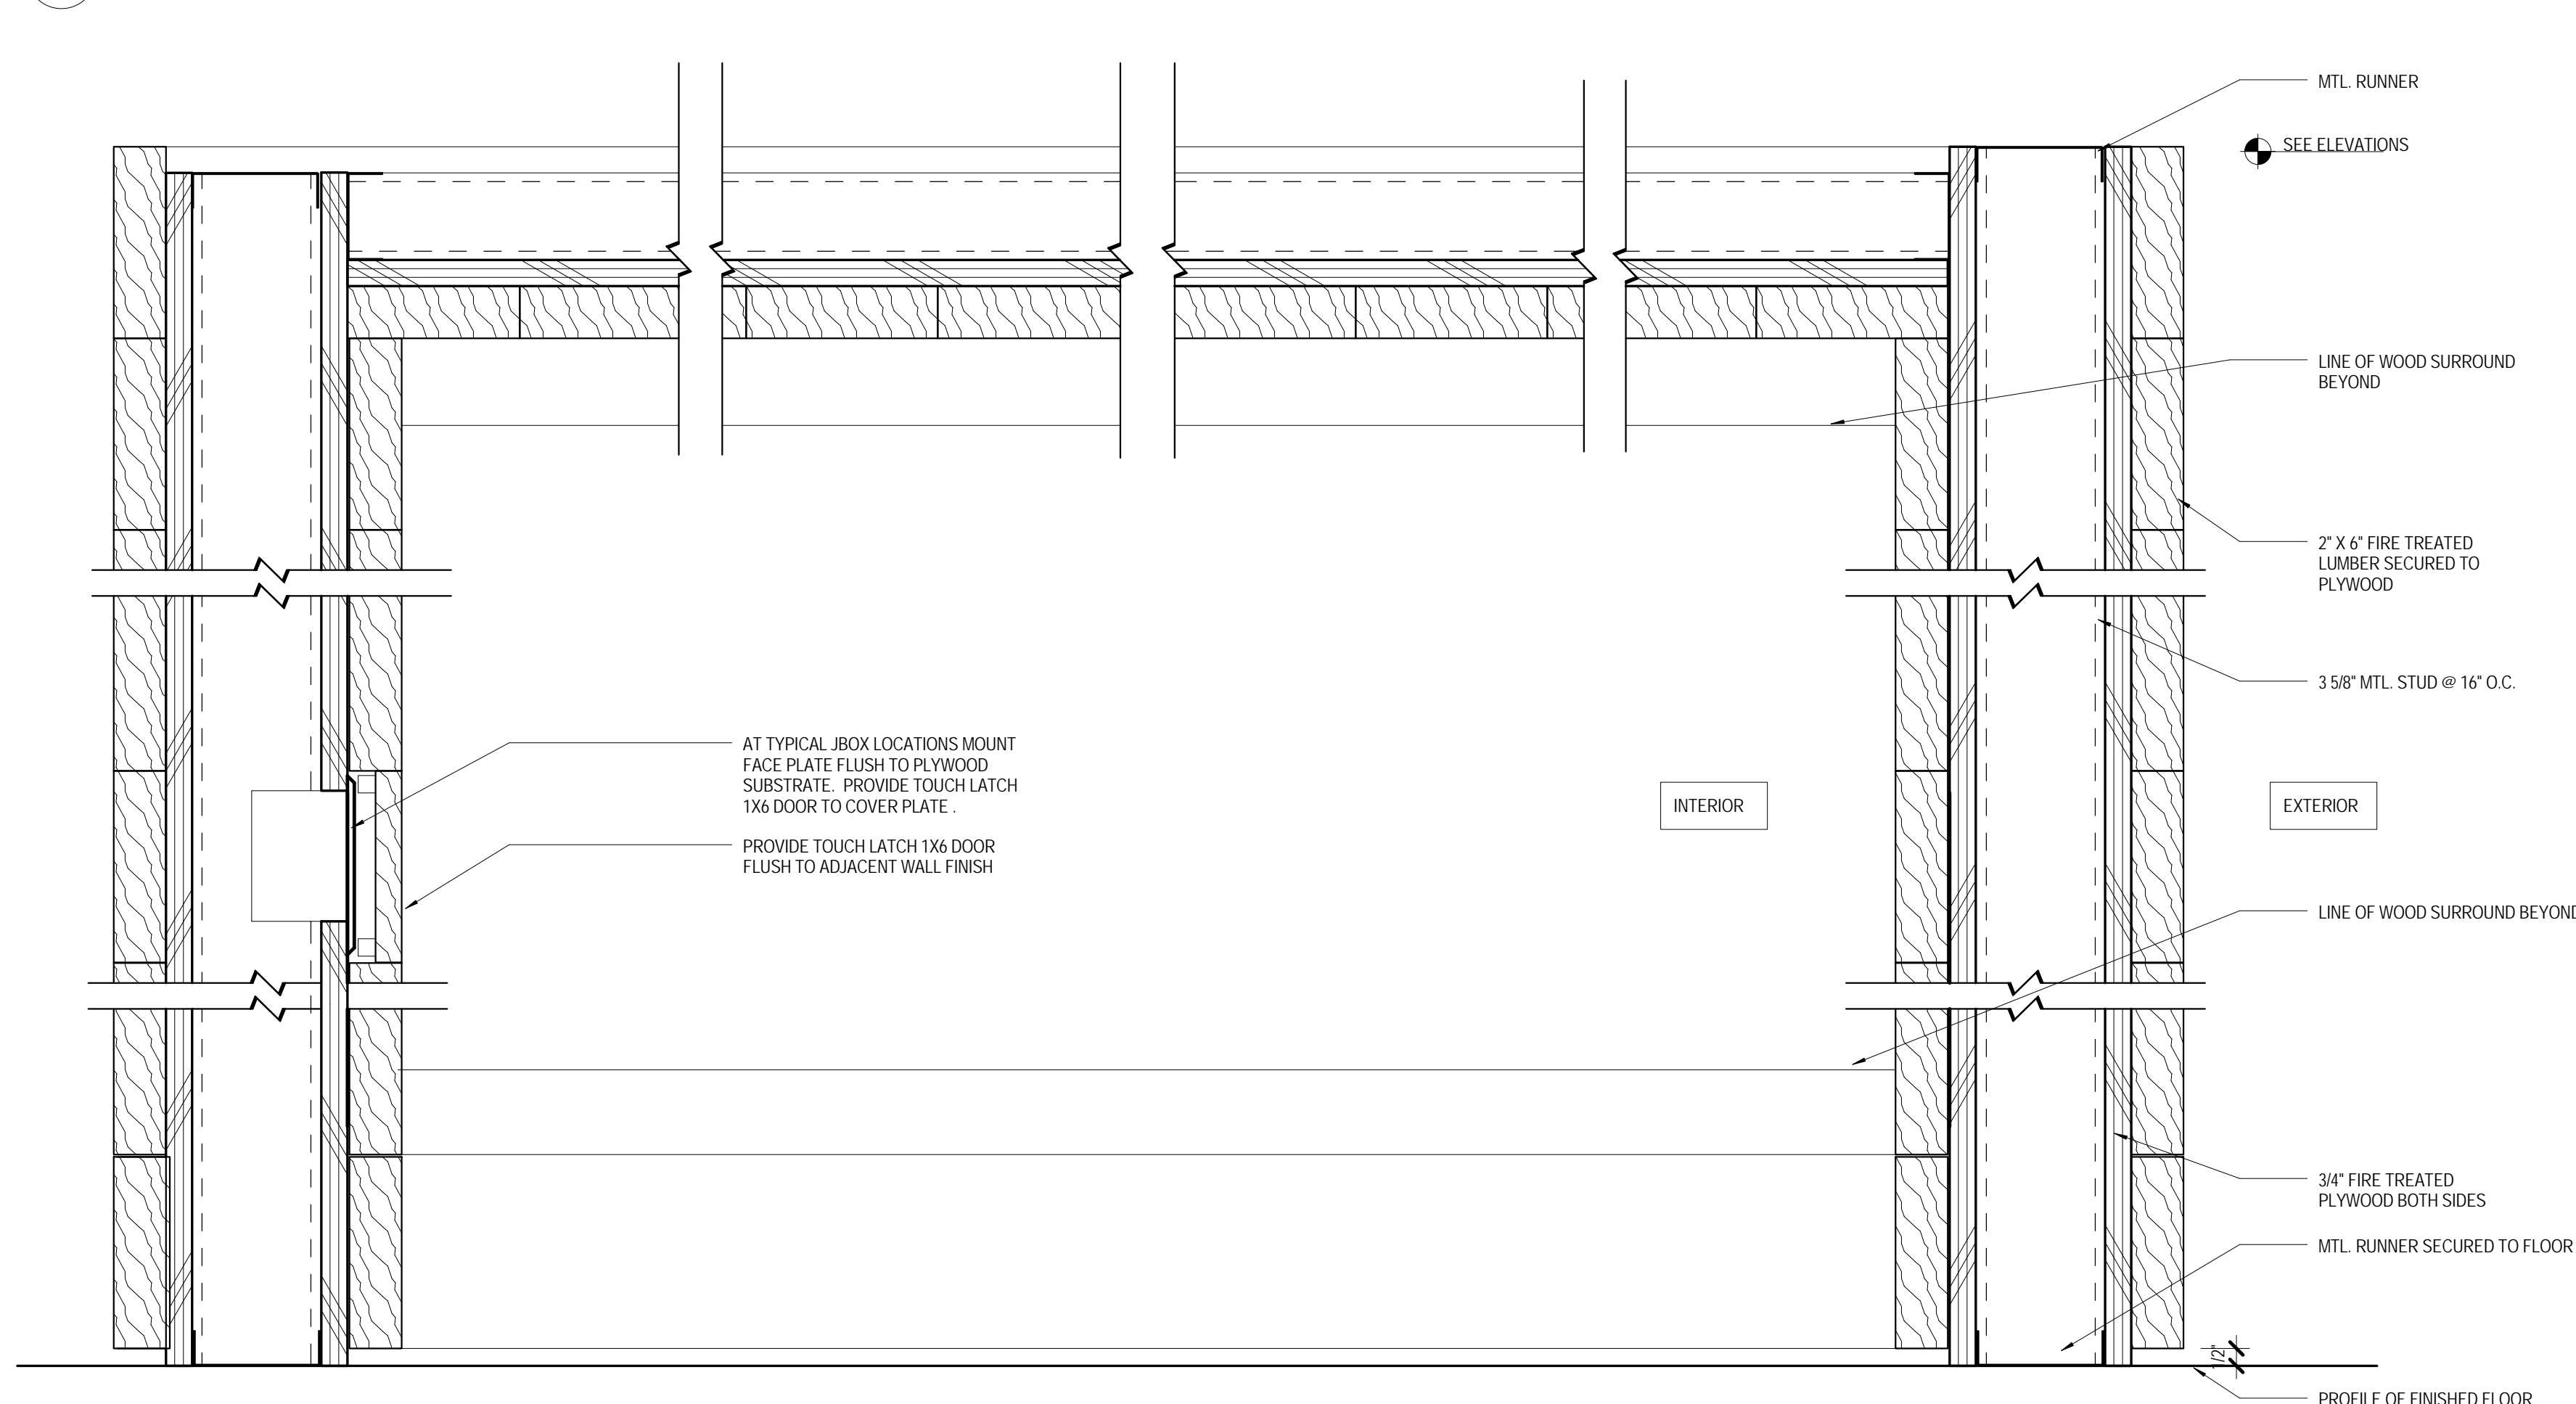 MTL. RUNNER
SEE ELEVATIONS
LINE OF WOOD SURROUND
BEYOND
2" X 6" FIRE TREATED
LUMBER SECURED TO
PLYWOOD
3 5/8" MTL. STUD @ 16" O.C.
AT TYPICAL JBOX LOCATIONS MOUNT
FACE PLATE FLUSH TO PLYWOOD
SUBSTRATE. PROVIDE TOUCH LATCH
1X6 DOOR TO COVER PLATE .
PROVIDE TOUCH LATCH 1X6 DOOR
FLUSH TO ADJACENT WALL FINISH
INTERIOR
EXTERIOR
LINE OF WOOD SURROUND BEYOND
3/4" FIRE TREATED
PLYWOOD BOTH SIDES
MTL. RUNNER SECURED TO FLOOR
1/2"
PROFILE OF FINISHED FLOOR